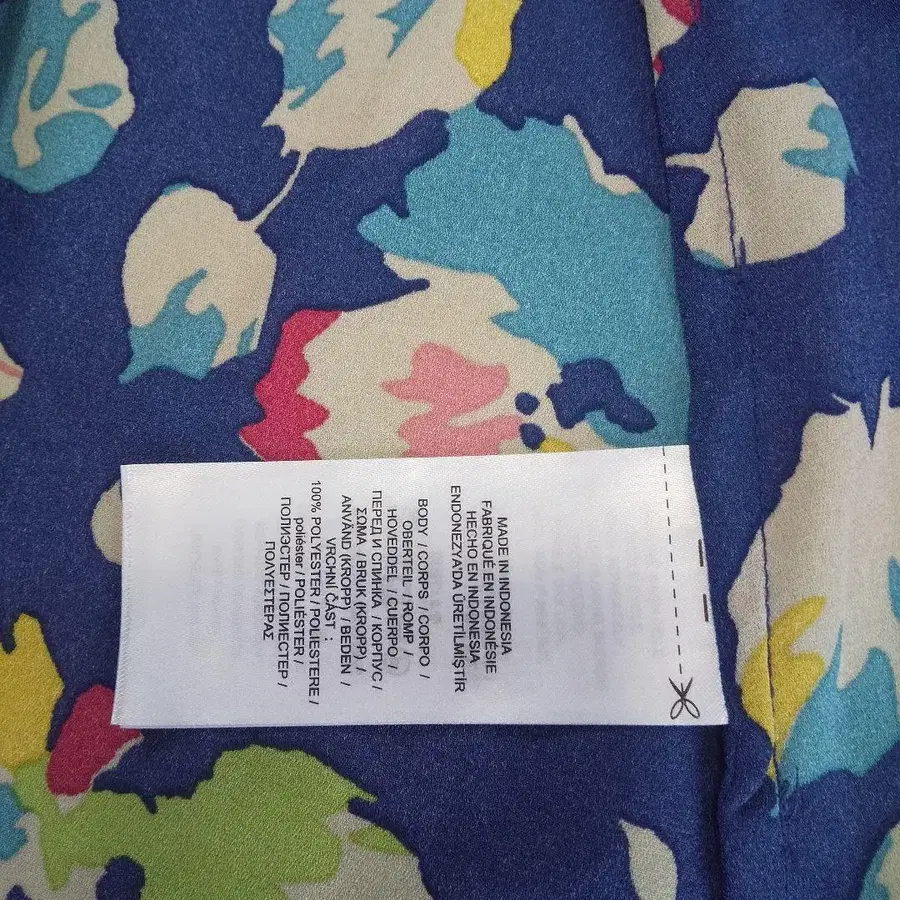 MADE IN INDONESIA
FABRIQUÉ EN INDONÉSIE
HECHO EN INDONESIA
ENDONEZYA'DA ÜRETİLMİŞTİR
BODY / CORPS / CORPO
OBERTEIL / ROMP /
HOVEDDEL / CUERPO /
ПЕРЕД И СПИНКА / КОРПУС /
ΣΩΜΑ / BRUK (KROPP) /
ANVÄND (KROPP) / BEDEN /
VRCHNÍ ČÁST :
100% POLYESTER / POLIESTERE /
poliéster / POLIÉSTER /
ПОЛИЭСТЕР / ПОЛИЕСТЕР /
ΠΟΛΥΕΣΤΕΡΑΣ